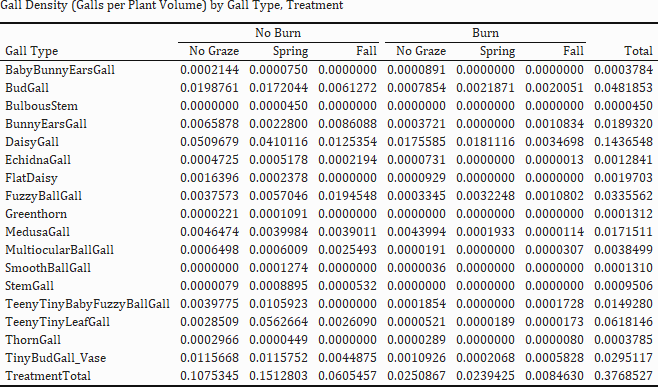 Gall Density (Galls per Plant Volume) by Gall Type, Treatment
No Burn Burn
Gall Type No Graze Spring Fall No Graze Spring Fall Total
BabyBunnyEarsGall 0.0002144 0.0000750 0.0000000 0.0000891 0.0000000 0.0000000 0.0003784
BudGall 0.0198761 0.0172044 0.0061272 0.0007854 0.0021871 0.0020051 0.0481853
BulbousStem 0.0000000 0.0000450 0.0000000 0.0000000 0.0000000 0.0000000 0.0000450
BunnyEarsGall 0.0065878 0.0022800 0.0086088 0.0003721 0.0000000 0.0010834 0.0189320
DaisyGall 0.0509679 0.0410116 0.0125354 0.0175585 0.0181116 0.0034698 0.1436548
EchidnaGall 0.0004725 0.0005178 0.0002194 0.0000731 0.0000000 0.0000013 0.0012841
FlatDaisy 0.0016396 0.0002378 0.0000000 0.0000929 0.0000000 0.0000000 0.0019703
FuzzyBallGall 0.0037573 0.0057046 0.0194548 0.0003345 0.0032248 0.0010802 0.0335562
Greenthorn 0.0000221 0.0001091 0.0000000 0.0000000 0.0000000 0.0000000 0.0001312
MedusaGall 0.0046474 0.0039984 0.0039011 0.0043994 0.0001933 0.0000114 0.0171511
MultiocularBallGall 0.0006498 0.0006009 0.0025493 0.0000191 0.0000000 0.0000307 0.0038499
SmoothBallGall 0.0000000 0.0001274 0.0000000 0.0000036 0.0000000 0.0000000 0.0001310
StemGall 0.0000079 0.0008895 0.0000532 0.0000000 0.0000000 0.0000000 0.0009506
TeenyTinyBabyFuzzyBallGall 0.0039775 0.0105923 0.0000000 0.0001854 0.0000000 0.0001728 0.0149280
TeenyTinyLeafGall 0.0028509 0.0562664 0.0026090 0.0000521 0.0000189 0.0000173 0.0618146
ThornGall 0.0002966 0.0000449 0.0000000 0.0000289 0.0000000 0.0000080 0.0003785
TinyBudGall_Vase 0.0115668 0.0115752 0.0044875 0.0010926 0.0002068 0.0005828 0.0295117
TreatmentTotal 0.1075345 0.1512803 0.0605457 0.0250867 0.0239425 0.0084630 0.3768527